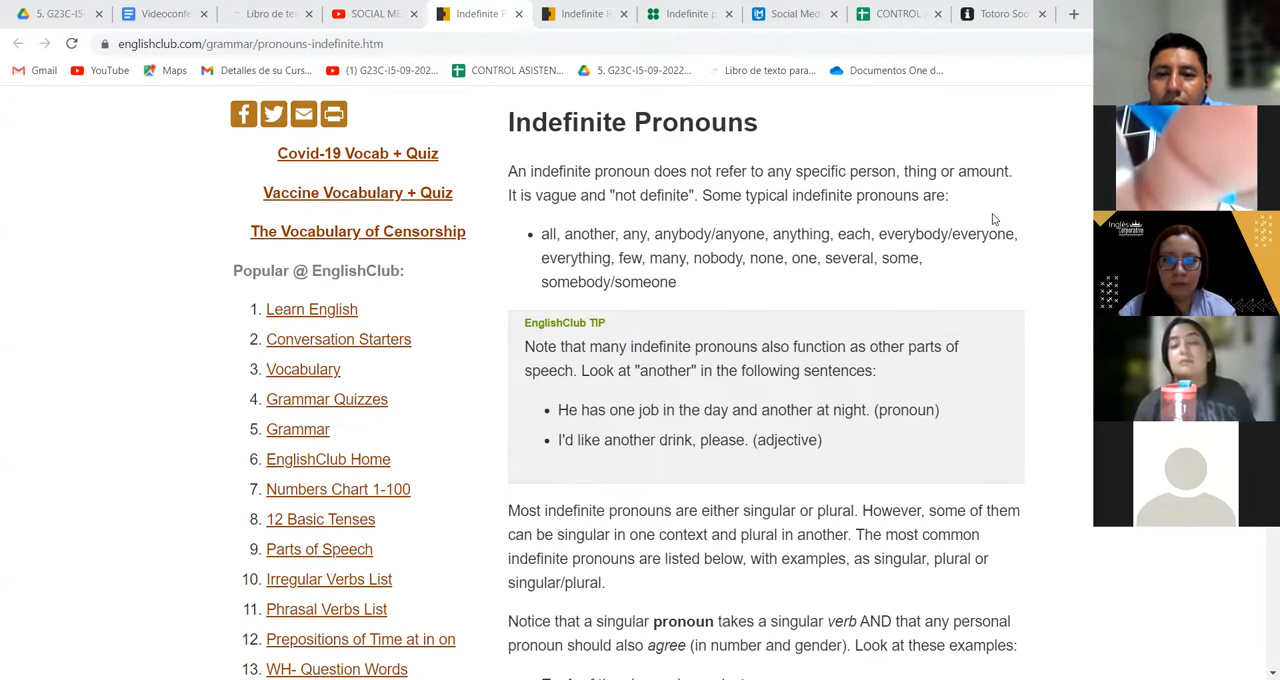 5. G23C-I5-
Videoconfe
Libro de tex
SOCIAL ME
Indefinite P
Indefinite P
Indefinite p
Social Med
CONTROL A
Totoro Soo
englishclub.com/grammar/pronouns-indefinite.htm
Gmail
YouTube
Maps
Detalles de su Curs...
(1) G23C-I5-09-202...
CONTROL ASISTEN...
5. G23C-I5-09-2022...
Libro de texto para...
Documentos One d...
Covid-19 Vocab + Quiz
Vaccine Vocabulary + Quiz
The Vocabulary of Censorship
Popular @ EnglishClub:
1. Learn English
2. Conversation Starters
3. Vocabulary
4. Grammar Quizzes
5. Grammar
6. EnglishClub Home
7. Numbers Chart 1-100
8. 12 Basic Tenses
9. Parts of Speech
10. Irregular Verbs List
11. Phrasal Verbs List
12. Prepositions of Time at in on
13. WH- Question Words
Indefinite Pronouns
An indefinite pronoun does not refer to any specific person, thing or amount.
It is vague and "not definite". Some typical indefinite pronouns are:
• all, another, any, anybody/anyone, anything, each, everybody/everyone,
everything, few, many, nobody, none, one, several, some,
somebody/someone
EnglishClub TIP
Note that many indefinite pronouns also function as other parts of
speech. Look at "another" in the following sentences:
• He has one job in the day and another at night. (pronoun)
• I'd like another drink, please. (adjective)
Most indefinite pronouns are either singular or plural. However, some of them
can be singular in one context and plural in another. The most common
indefinite pronouns are listed below, with examples, as singular, plural or
singular/plural.
Notice that a singular pronoun takes a singular verb AND that any personal
pronoun should also agree (in number and gender). Look at these examples:
Inglés
Corporativo